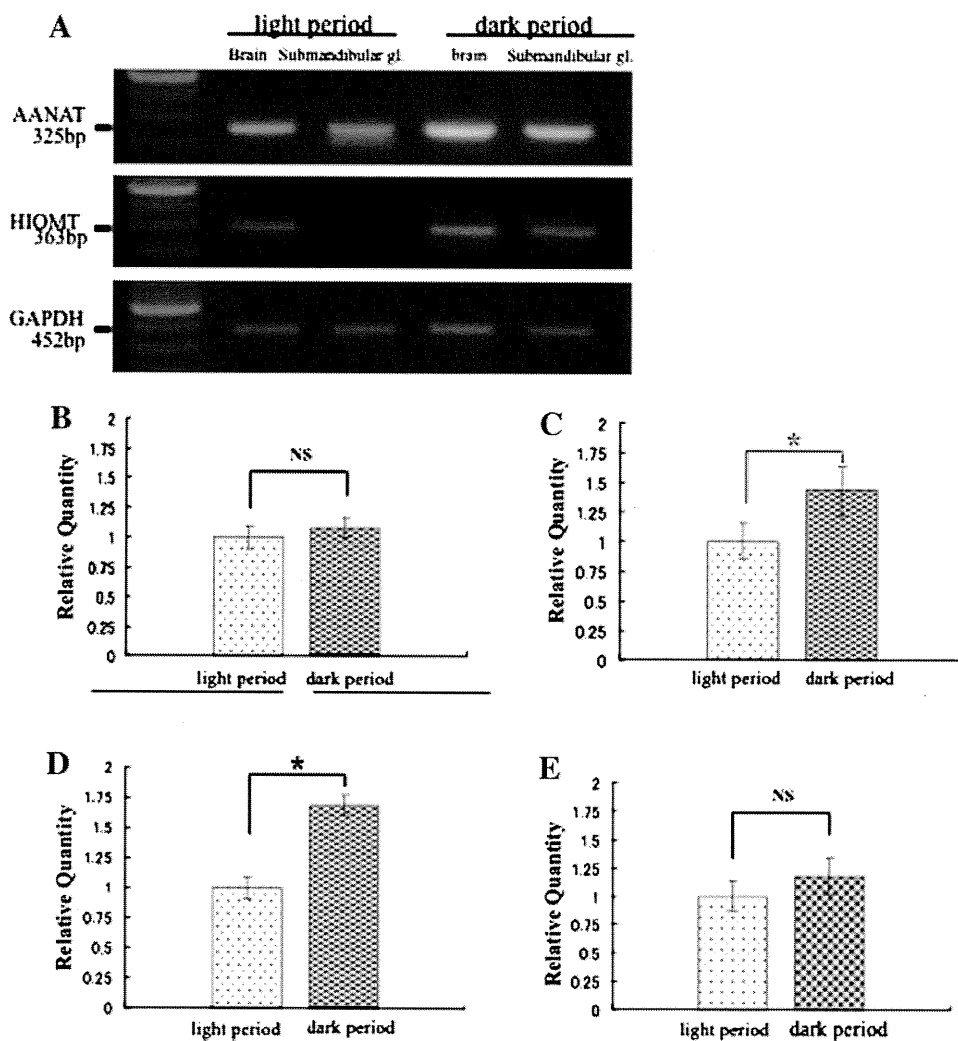 A
light period dark period
Brain Submandibular gl. brain Submandibular gl.
AANAT
325bp
HIOMT
363bp
GAPDH
452bp
B
Relative Quantity
2
1.75
1.5
1.25
1
0.75
0.5
0.25
0
NS
light period dark period
C
Relative Quantity
2
1.75
1.5
1.25
1
0.75
0.5
0.25
0
*
light period dark period
D
Relative Quantity
2
1.75
1.5
1.25
1
0.75
0.5
0.25
0
*
light period dark period
E
Relative Quantity
2
1.75
1.5
1.25
1
0.75
0.5
0.25
0
NS
light period dark period